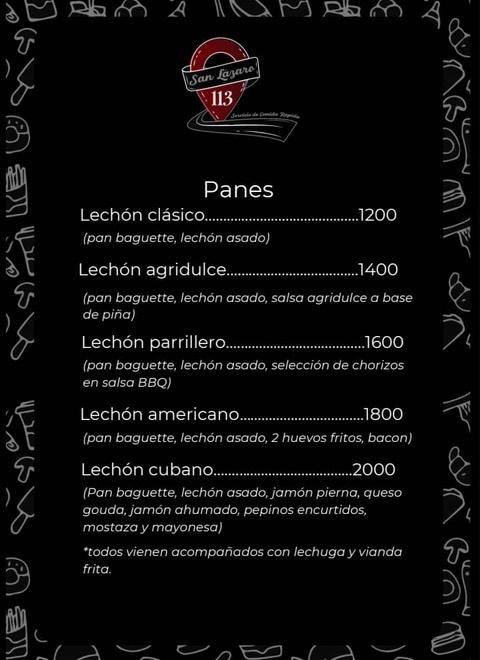 San Lázaro
113
Servicio de Comida Rápida
Panes
Lechón clásico..........................................1200
(pan baguette, lechón asado)
Lechón agridulce....................................1400
(pan baguette, lechón asado, salsa agridulce a base
de piña)
Lechón parrillero......................................1600
(pan baguette, lechón asado, selección de chorizos
en salsa BBQ)
Lechón americano..................................1800
(pan baguette, lechón asado, 2 huevos fritos, bacon)
Lechón cubano......................................2000
(Pan baguette, lechón asado, jamón pierna, queso
gouda, jamón ahumado, pepinos encurtidos,
mostaza y mayonesa)
*todos vienen acompañados con lechuga y vianda
frita.